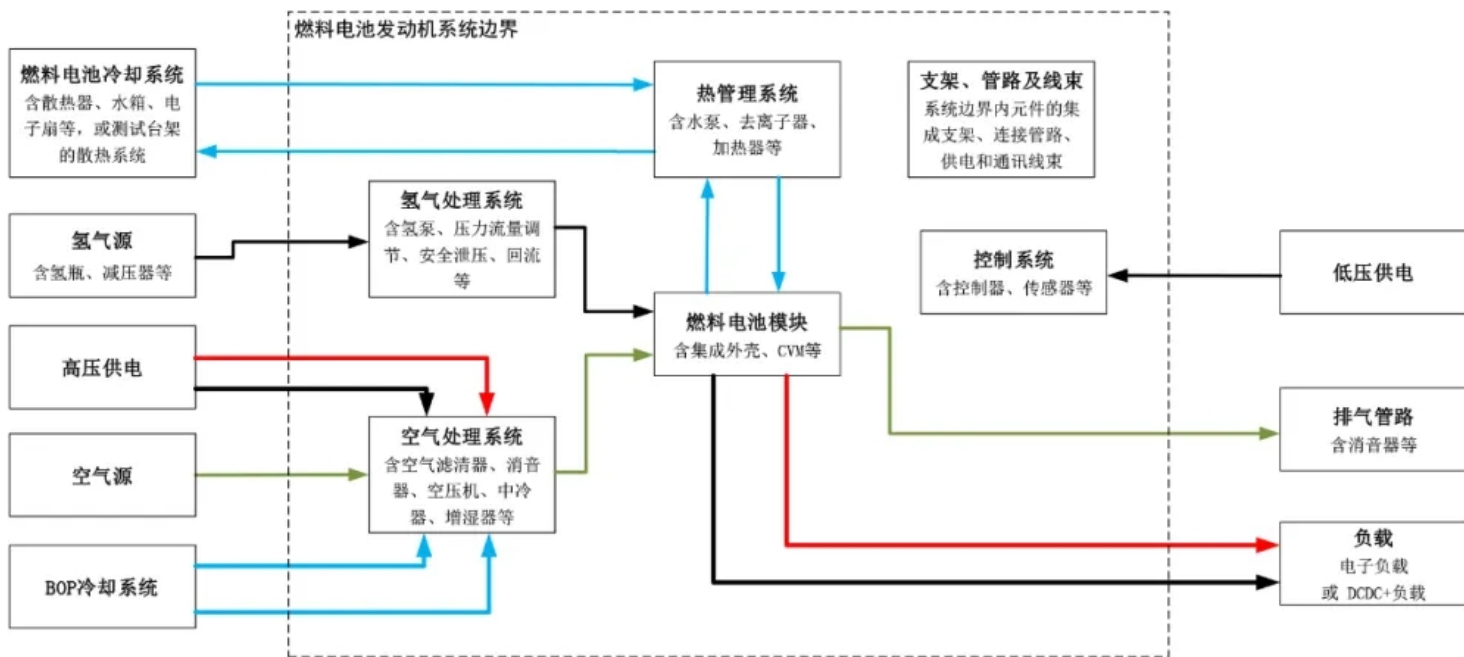 燃料电池发动机系统边界
燃料电池冷却系统
含散热器、水箱、电
子扇等，或测试台架
的散热系统
热管理系统
含水泵、去离子器、
加热器等
支架、管路及线束
系统边界内元件的集
成支架、连接管路、
供电和通讯线束
氢气源
含氢瓶、减压器等
氢气处理系统
含氢泵、压力流量调
节、安全泄压、回流
等
控制系统
含控制器、传感器等
低压供电
燃料电池模块
含集成外壳、CVM等
高压供电
空气处理系统
含空气滤清器、消音
器、空压机、中冷
器、增湿器等
空气源
排气管路
含消音器等
BOP冷却系统
负载
电子负载
或 DCDC+负载